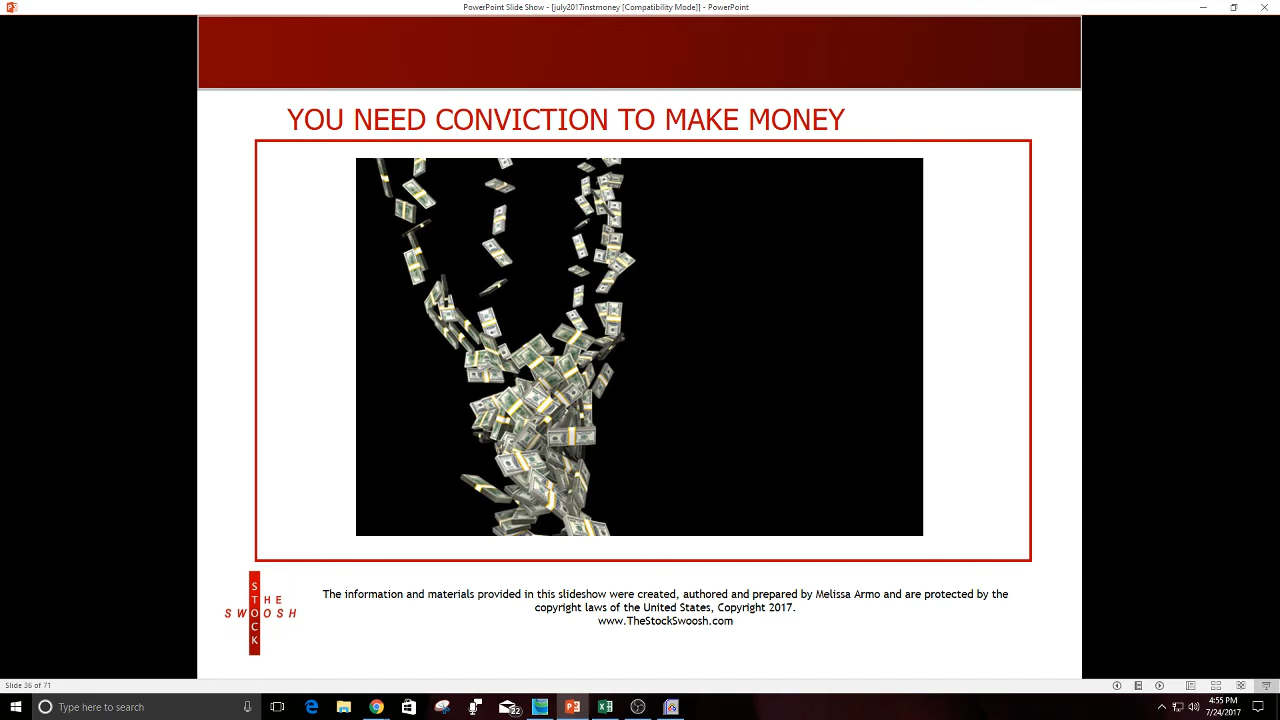 PowerPoint Slide Show - [july2017instmoney [Compatibility Mode]] - PowerPoint
YOU NEED CONVICTION TO MAKE MONEY
STOCK
THE
SWOOSH
The information and materials provided in this slideshow were created, authored and prepared by Melissa Armo and are protected by the
copyright laws of the United States, Copyright 2017.
www.TheStockSwoosh.com
Slide 36 of 71
Type here to search
22
4:55 PM
7/24/2017